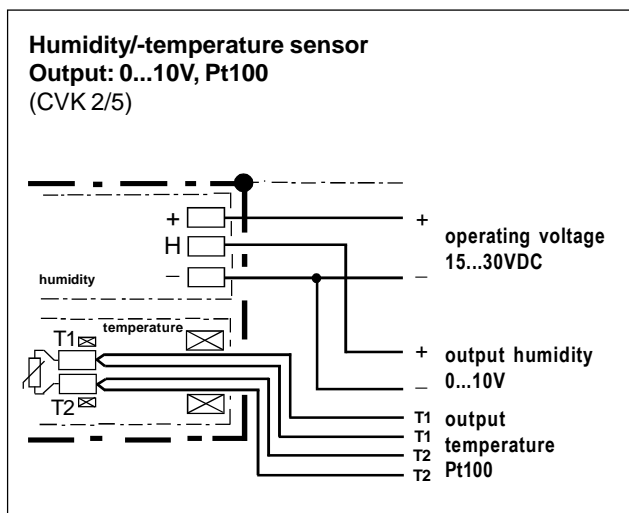 Humidity/-temperature sensor
Output: 0...10V, Pt100
(CVK 2/5)
+
H
–
humidity
+
operating voltage
15...30VDC
–
temperature
T1
T2
+
output humidity
0...10V
–
T1 output
T1
temperature
T2
T2 Pt100